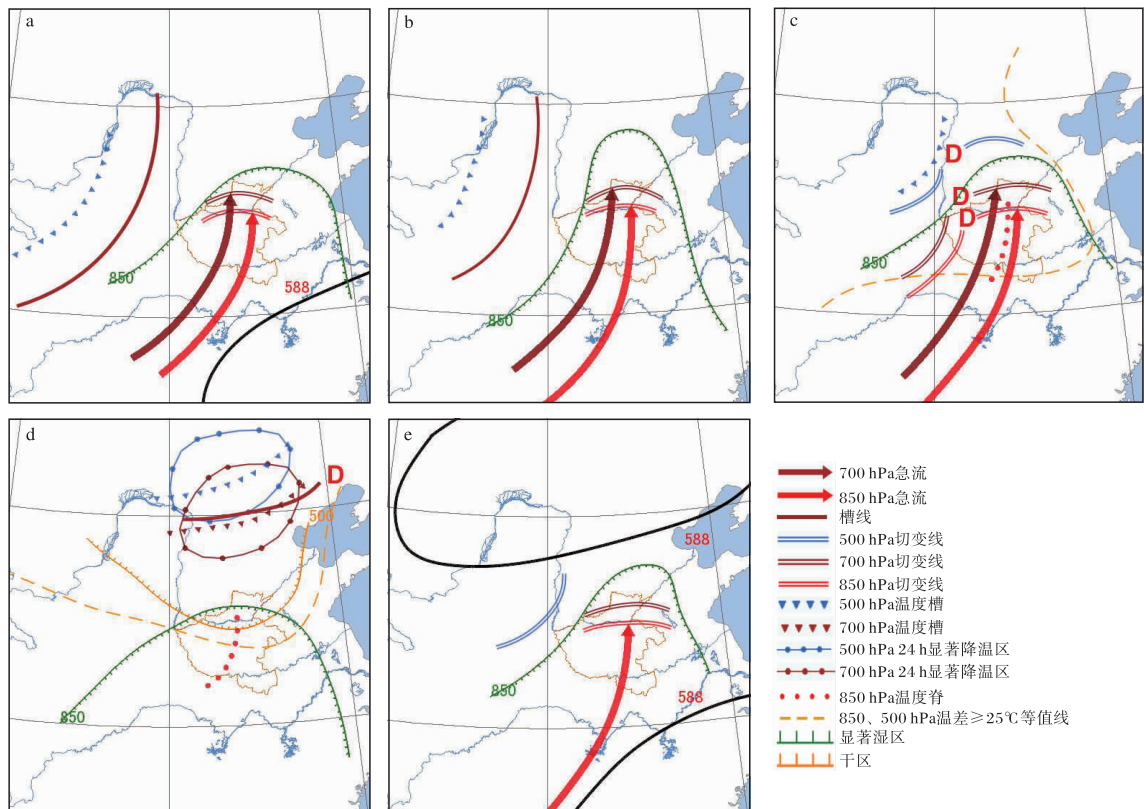 a
850
588
b
850
c
D
D
D
850
d
D
500
850
e
588
850
588
700 hPa急流
850 hPa急流
槽线
500 hPa切变线
700 hPa切变线
850 hPa切变线
500 hPa温度槽
700 hPa温度槽
500 hPa 24 h显著降温区
700 hPa 24 h显著降温区
850 hPa温度脊
850、500 hPa温差≥25℃等值线
显著湿区
干区